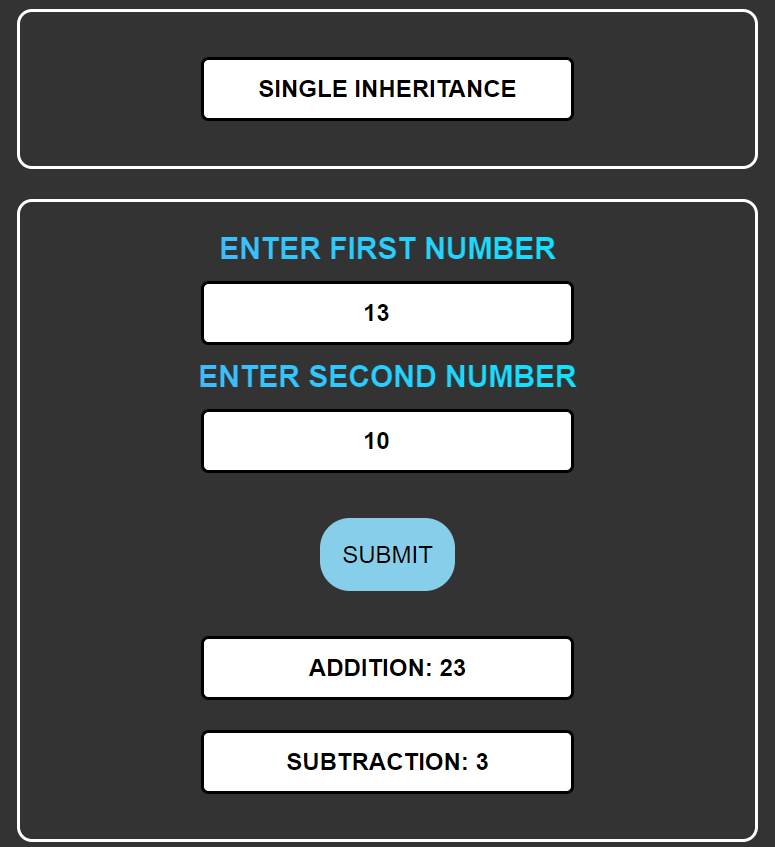 SINGLE INHERITANCE
ENTER FIRST NUMBER
13
ENTER SECOND NUMBER
10
SUBMIT
ADDITION: 23
SUBTRACTION: 3